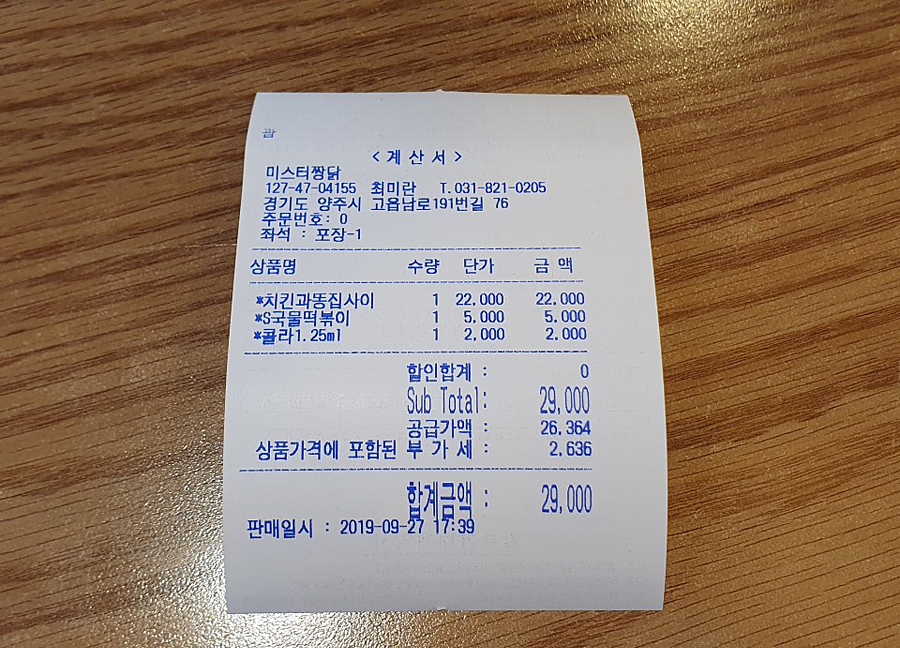 괌
<계 산 서>
미스터짱닭
127-47-04155 최미란 T.031-821-0205
경기도 양주시 고읍남로191번길 76
주문번호: 0
좌석 : 포장-1
상품명 수량 단가 금 액
*치킨과똥집사이 1 22,000 22,000
*S국물떡볶이 1 5,000 5,000
*콜라1.25ml 1 2,000 2,000
할인합계 : 0
Sub Total: 29,000
공급가액 : 26,364
상품가격에 포함된 부 가 세 : 2,636
합계금액 : 29,000
판매일시 : 2019-09-27 17:39